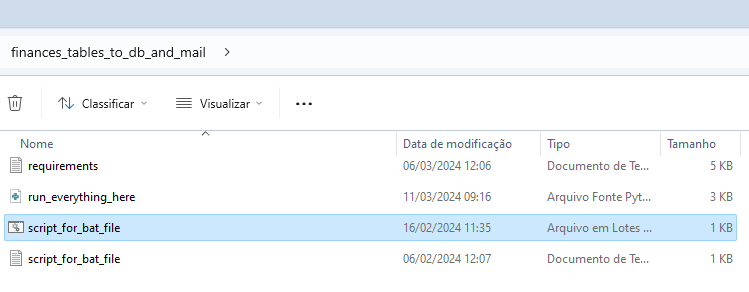 finances_tables_to_db_and_mail
Classificar Visualizar
Nome Data de modificação Tipo Tamanho
requirements 06/03/2024 12:06 Documento de Te... 5 KB
run_everything_here 11/03/2024 09:16 Arquivo Fonte Pyt... 3 KB
script_for_bat_file 16/02/2024 11:35 Arquivo em Lotes ... 1 KB
script_for_bat_file 06/02/2024 12:07 Documento de Te... 1 KB